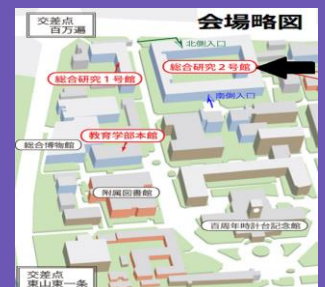 交差点
百万遍
会場略図
北側入口
総合研究2号館
総合研究1号館
南側入口
教育学部本館
総合博物館
附属図書館
百周年時計台記念館
交差点
東山東一条